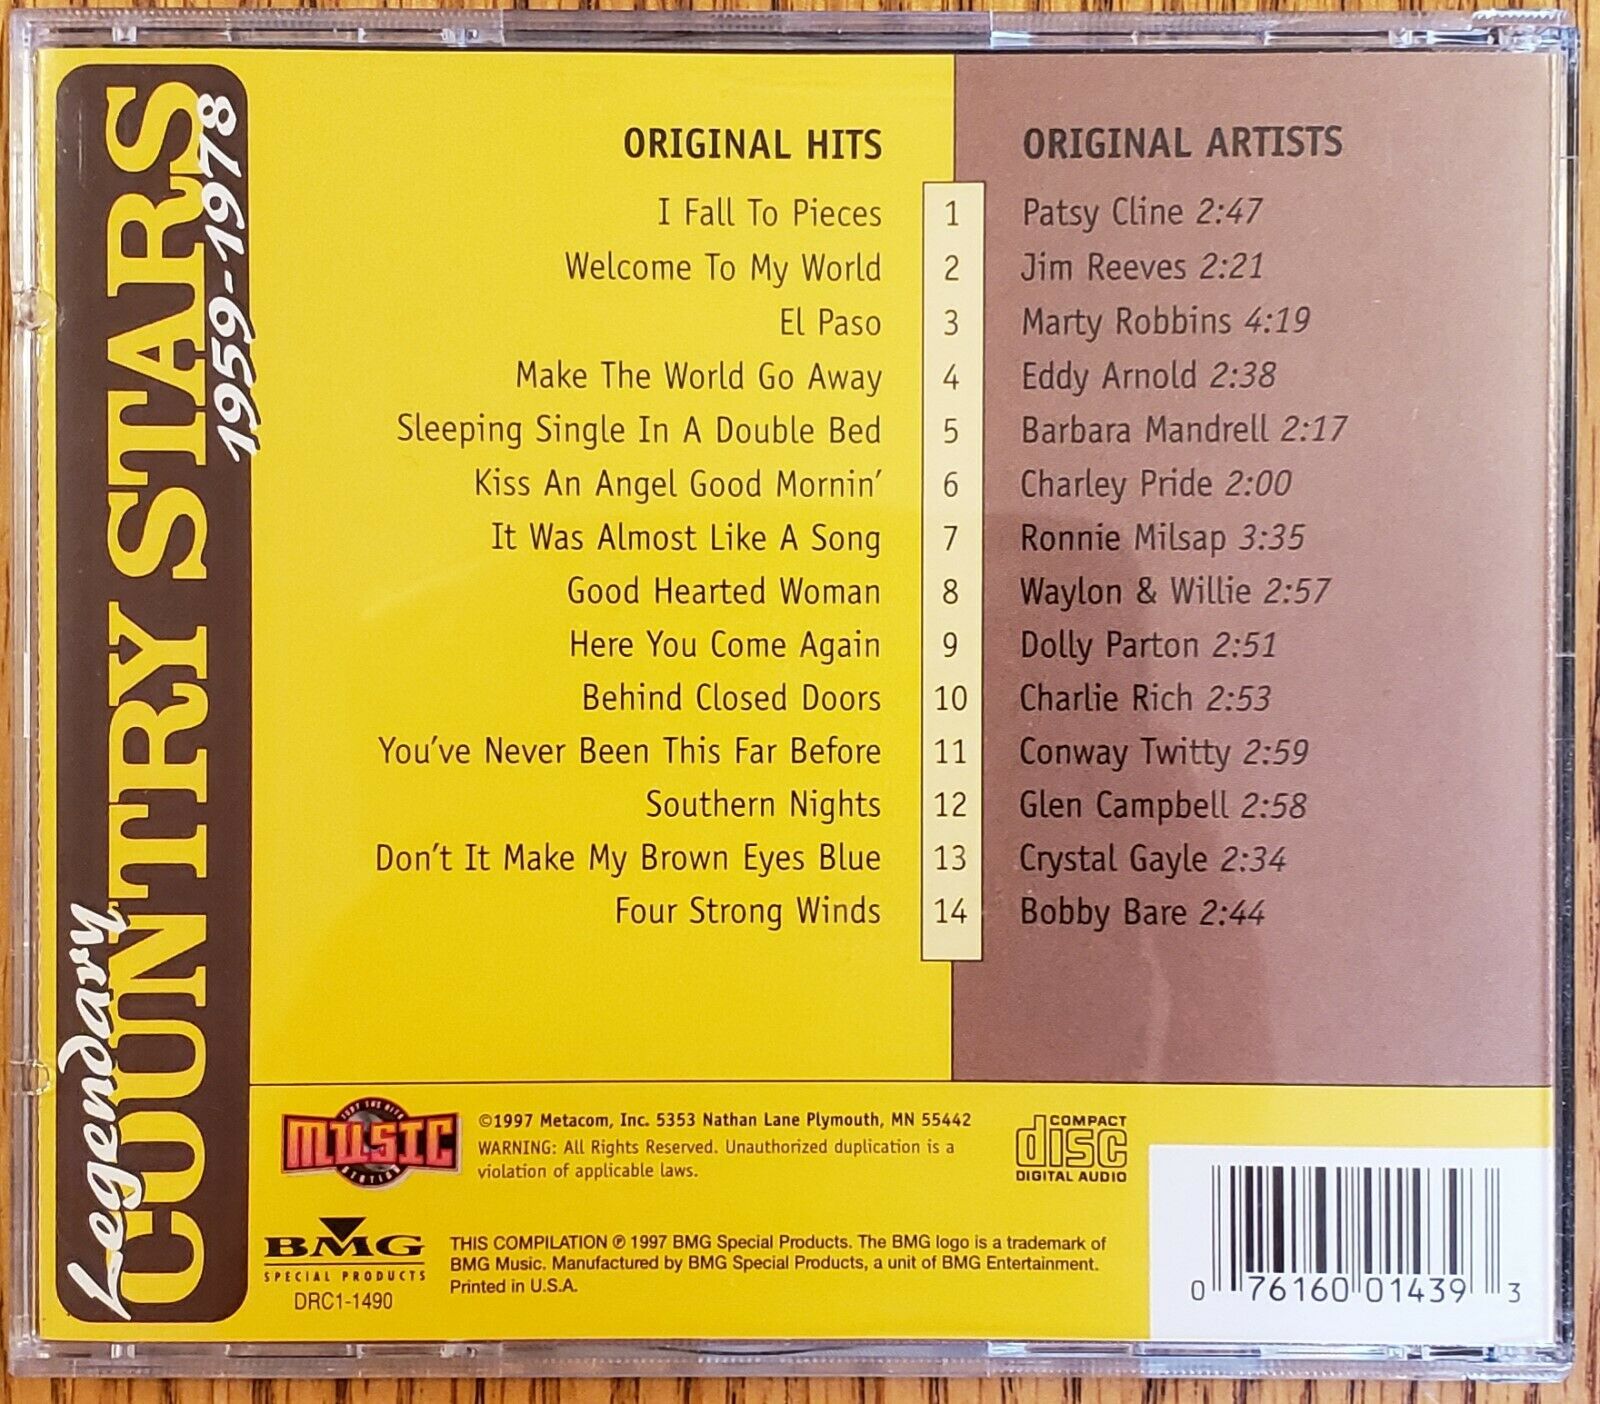 Legendary
COUNTRY STARS
1959-1978
ORIGINAL HITS ORIGINAL ARTISTS
I Fall To Pieces 1 Patsy Cline 2:47
Welcome To My World 2 Jim Reeves 2:21
El Paso 3 Marty Robbins 4:19
Make The World Go Away 4 Eddy Arnold 2:38
Sleeping Single In A Double Bed 5 Barbara Mandrell 2:17
Kiss An Angel Good Mornin' 6 Charley Pride 2:00
It Was Almost Like A Song 7 Ronnie Milsap 3:35
Good Hearted Woman 8 Waylon & Willie 2:57
Here You Come Again 9 Dolly Parton 2:51
Behind Closed Doors 10 Charlie Rich 2:53
You've Never Been This Far Before 11 Conway Twitty 2:59
Southern Nights 12 Glen Campbell 2:58
Don't It Make My Brown Eyes Blue 13 Crystal Gayle 2:34
Four Strong Winds 14 Bobby Bare 2:44
JUST THE HITS
MUSIC
©1997 Metacom, Inc. 5353 Nathan Lane Plymouth, MN 55442
WARNING: All Rights Reserved. Unauthorized duplication is a
violation of applicable laws.
COMPACT
disc
DIGITAL AUDIO
BMG
SPECIAL PRODUCTS
DRC1-1490
THIS COMPILATION ℗ 1997 BMG Special Products. The BMG logo is a trademark of
BMG Music. Manufactured by BMG Special Products, a unit of BMG Entertainment.
Printed in U.S.A.
0 76160 01439 3